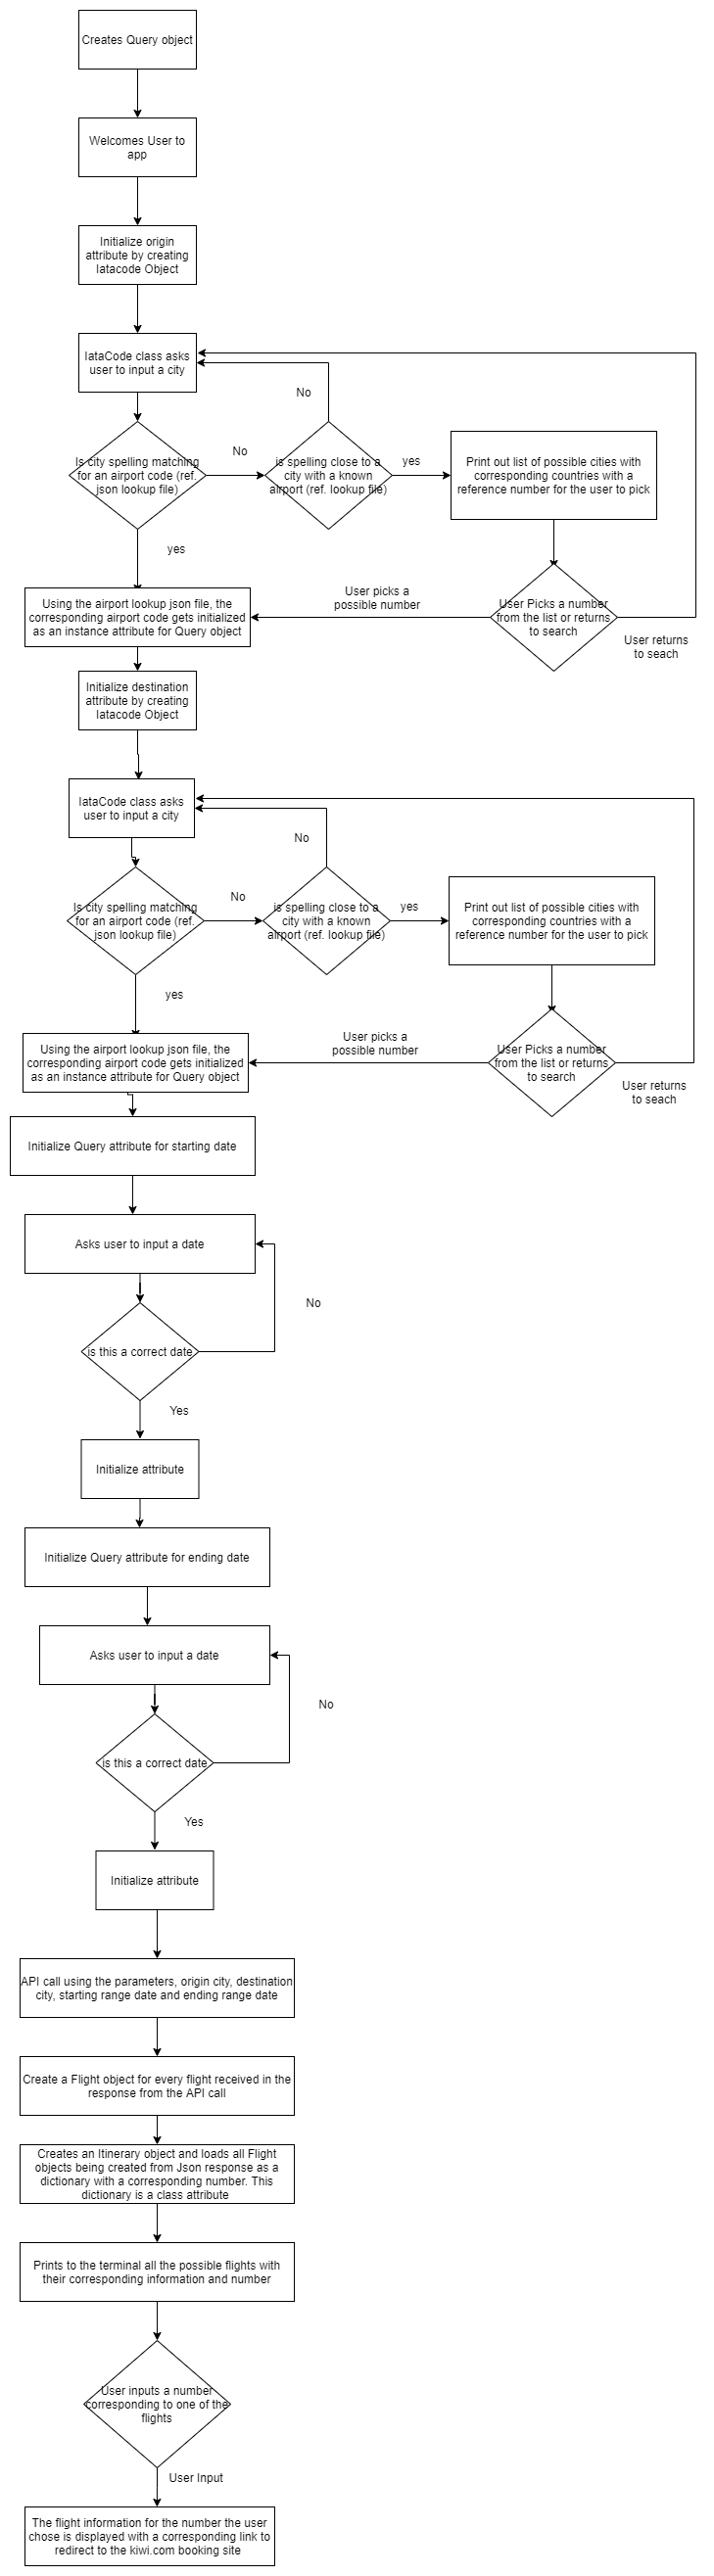 Creates Query object
Welcomes User to
app
Initialize origin
attribute by creating
Iatacode Object
IataCode class asks
user to input a city
No
Is city spelling matching
for an airport code (ref.
json lookup file)
No
is spelling close to a
city with a known
airport (ref. lookup file)
yes
Print out list of possible cities with
corresponding countries with a
reference number for the user to pick
yes
Using the airport lookup json file, the
corresponding airport code gets initialized
as an instance attribute for Query object
User picks a
possible number
User Picks a number
from the list or returns
to search
User returns
to seach
Initialize destination
attribute by creating
Iatacode Object
IataCode class asks
user to input a city
No
Is city spelling matching
for an airport code (ref.
json lookup file)
No
is spelling close to a
city with a known
airport (ref. lookup file)
yes
Print out list of possible cities with
corresponding countries with a
reference number for the user to pick
yes
Using the airport lookup json file, the
corresponding airport code gets initialized
as an instance attribute for Query object
User picks a
possible number
User Picks a number
from the list or returns
to search
User returns
to seach
Initialize Query attribute for starting date
Asks user to input a date
No
is this a correct date
Yes
Initialize attribute
Initialize Query attribute for ending date
Asks user to input a date
No
is this a correct date
Yes
Initialize attribute
API call using the parameters, origin city, destination
city, starting range date and ending range date
Create a Flight object for every flight received in the
response from the API call
Creates an Itinerary object and loads all Flight
objects being created from Json response as a
dictionary with a corresponding number. This
dictionary is a class attribute
Prints to the terminal all the possible flights with
their corresponding information and number
User inputs a number
corresponding to one of the
flights
User Input
The flight information for the number the user
chose is displayed with a corresponding link to
redirect to the kiwi.com booking site